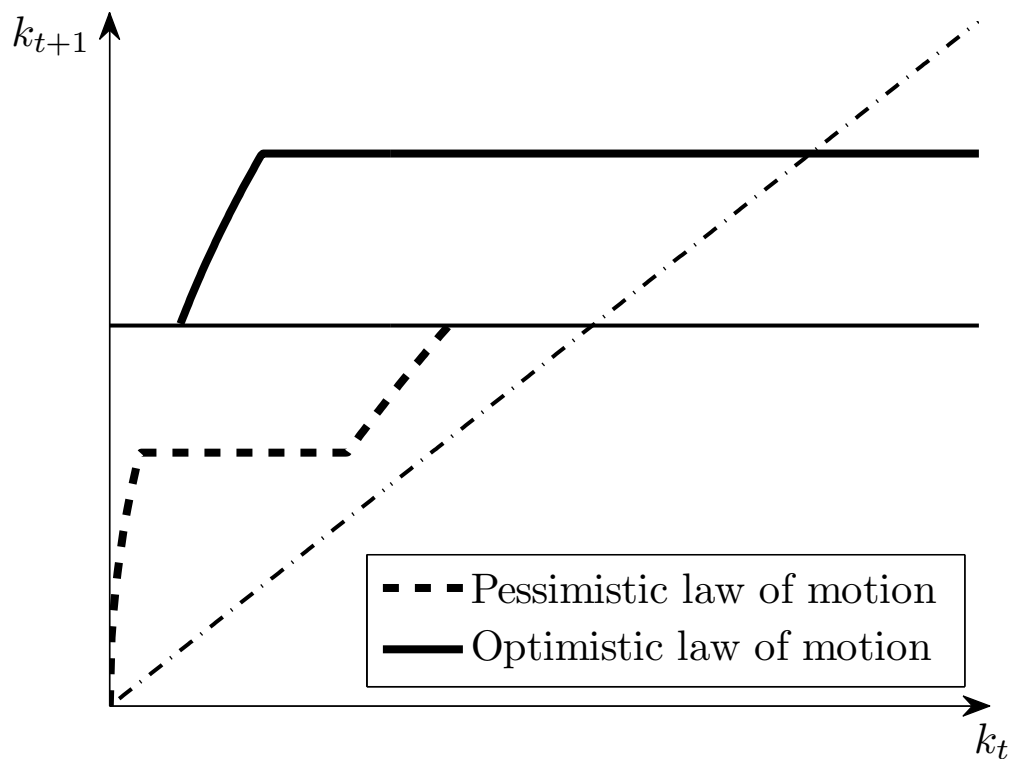 k_{t+1}
Pessimistic law of motion
Optimistic law of motion
k_t